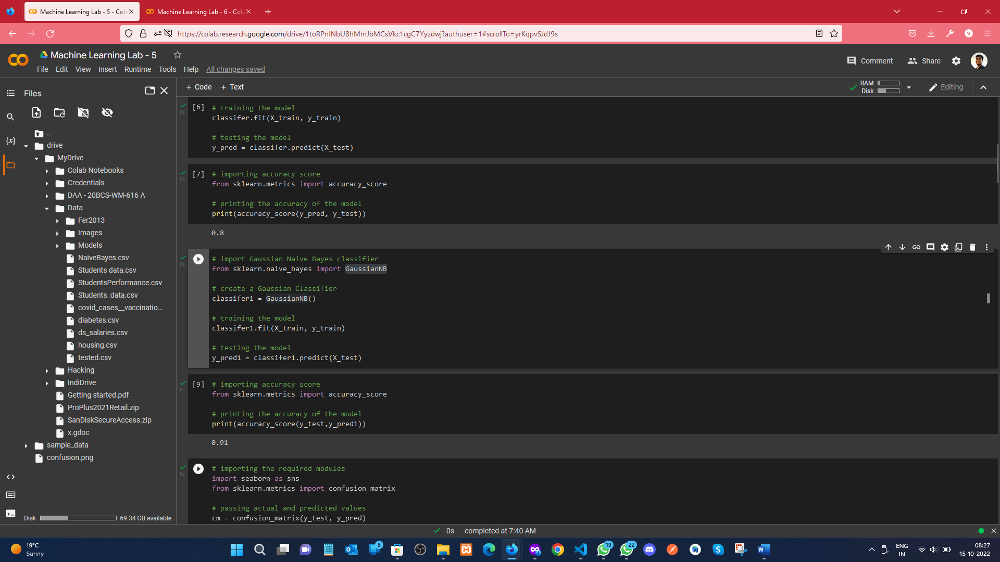 Machine Learning Lab - 5 - Cola
Machine Learning Lab - 6 - Cola
https://colab.research.google.com/drive/1toRPnINbU8hMmJbMCsVkc1cgC7Yyzdwj?authuser=1#scrollTo=yrKqpvSJdJ9s
Machine Learning Lab - 5
File Edit View Insert Runtime Tools Help All changes saved
Comment
Share
Files
+ Code + Text
RAM
Disk
Editing
..
drive
MyDrive
Colab Notebooks
Credentials
DAA - 20BCS-WM-616 A
Data
Fer2013
Images
Models
NaiveBayes.csv
Students data.csv
StudentsPerformance.csv
Students_data.csv
covid_cases__vaccinatio...
diabetes.csv
ds_salaries.csv
housing.csv
tested.csv
Hacking
IndiDrive
Getting started.pdf
ProPlus2021Retail.zip
SanDiskSecureAccess.zip
x.gdoc
sample_data
confusion.png
Disk 69.34 GB available
{x}
0s
[6] # training the model
classifer.fit(X_train, y_train)
# testing the model
y_pred = classifer.predict(X_test)
0s
[7] # importing accuracy score
from sklearn.metrics import accuracy_score
# printing the accuracy of the model
print(accuracy_score(y_pred, y_test))
0.8
0s
# import Gaussian Naive Bayes classifier
from sklearn.naive_bayes import GaussianNB
# create a Gaussian Classifier
classifer1 = GaussianNB()
# training the model
classifer1.fit(X_train, y_train)
# testing the model
y_pred1 = classifer1.predict(X_test)
0s
[9] # importing accuracy score
from sklearn.metrics import accuracy_score
# printing the accuracy of the model
print(accuracy_score(y_test,y_pred1))
0.91
0s
# importing the required modules
import seaborn as sns
from sklearn.metrics import confusion_matrix
# passing actual and predicted values
cm = confusion_matrix(y_test, y_pred)
0s completed at 7:40 AM
19°C
Sunny
8
19
22
ENG
IN
08:27
15-10-2022